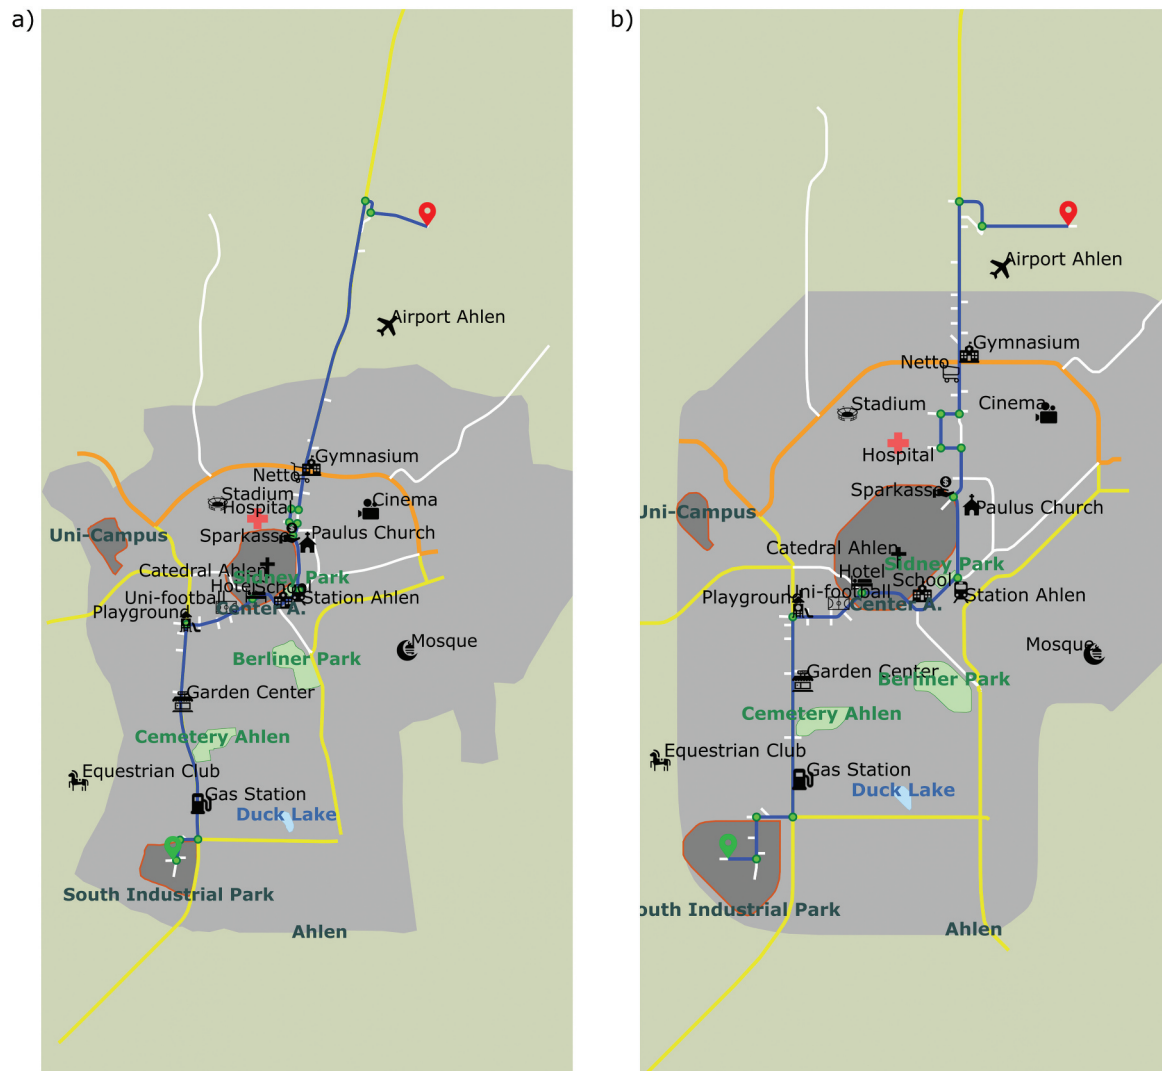 a)
Airport Ahlen
Gymnasium
Netto
Stadium
Hospital
Cinema
Sparkasse
Paulus Church
Uni-Campus
Catedral Ahlen
Sidney Park
Hotel
School
Uni-football
Station Ahlen
Center A.
Playground
Mosque
Berliner Park
Garden Center
Cemetery Ahlen
Equestrian Club
Gas Station
Duck Lake
South Industrial Park
Ahlen
b)
Airport Ahlen
Gymnasium
Netto
Stadium
Cinema
Hospital
Sparkasse
Paulus Church
Uni-Campus
Catedral Ahlen
Sidney Park
Hotel
School
Uni-football
Playground
Station Ahlen
Center A.
Mosque
Garden Center
Berliner Park
Cemetery Ahlen
Equestrian Club
Gas Station
Duck Lake
outh Industrial Park
Ahlen